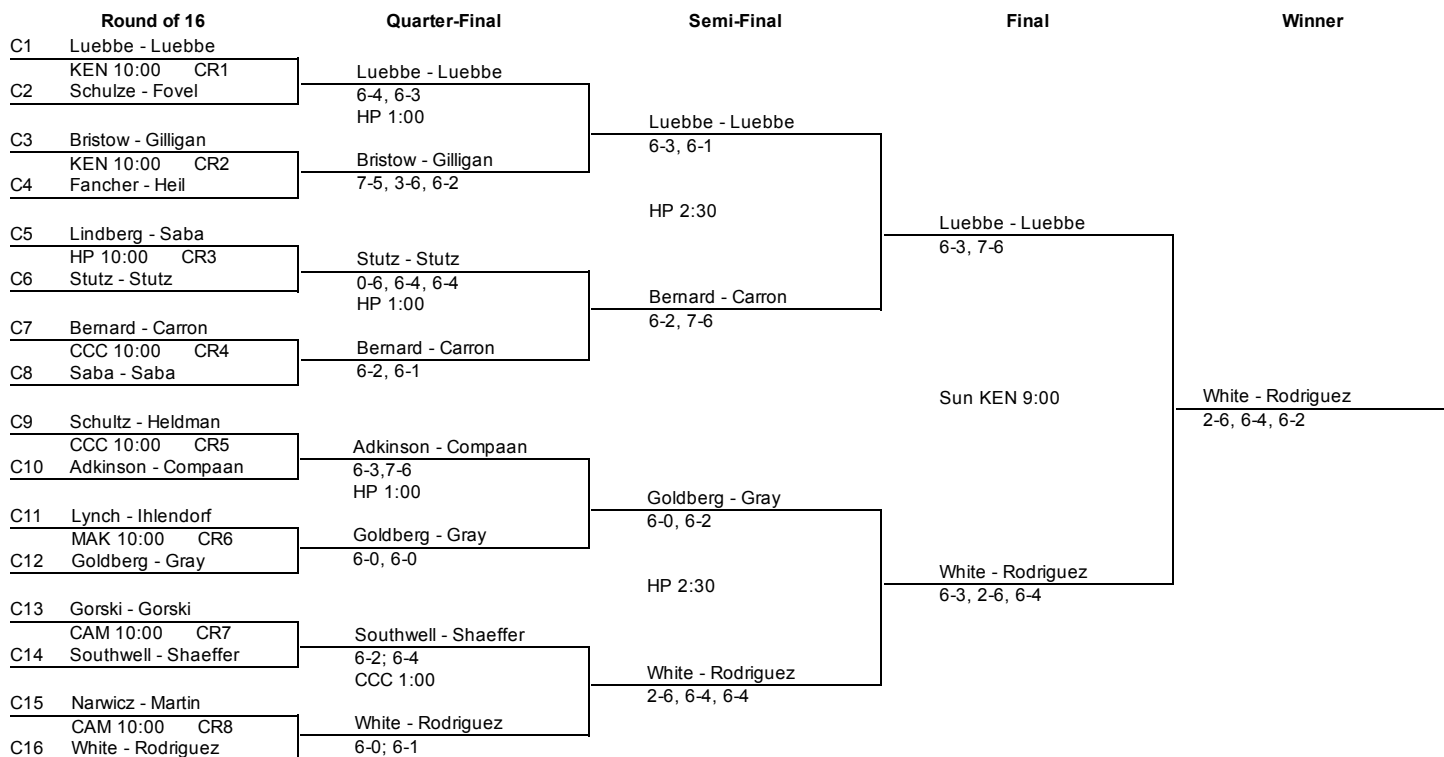 Round of 16 Quarter-Final Semi-Final Final Winner
C1 Luebbe - Luebbe
KEN 10:00 CR1
C2 Schulze - Fovel
C3 Bristow - Gilligan
KEN 10:00 CR2
C4 Fancher - Heil
C5 Lindberg - Saba
HP 10:00 CR3
C6 Stutz - Stutz
C7 Bernard - Carron
CCC 10:00 CR4
C8 Saba - Saba
C9 Schultz - Heldman
CCC 10:00 CR5
C10 Adkinson - Compaan
C11 Lynch - Ihlendorf
MAK 10:00 CR6
C12 Goldberg - Gray
C13 Gorski - Gorski
CAM 10:00 CR7
C14 Southwell - Shaeffer
C15 Narwicz - Martin
CAM 10:00 CR8
C16 White - Rodriguez
Luebbe - Luebbe
6-4, 6-3
HP 1:00
Bristow - Gilligan
7-5, 3-6, 6-2
Stutz - Stutz
0-6, 6-4, 6-4
HP 1:00
Bernard - Carron
6-2, 6-1
Adkinson - Compaan
6-3,7-6
HP 1:00
Goldberg - Gray
6-0, 6-0
Southwell - Shaeffer
6-2; 6-4
CCC 1:00
White - Rodriguez
6-0; 6-1
Luebbe - Luebbe
6-3, 6-1
HP 2:30
Bernard - Carron
6-2, 7-6
Goldberg - Gray
6-0, 6-2
HP 2:30
White - Rodriguez
2-6, 6-4, 6-4
Luebbe - Luebbe
6-3, 7-6
Sun KEN 9:00
White - Rodriguez
6-3, 2-6, 6-4
White - Rodriguez
2-6, 6-4, 6-2